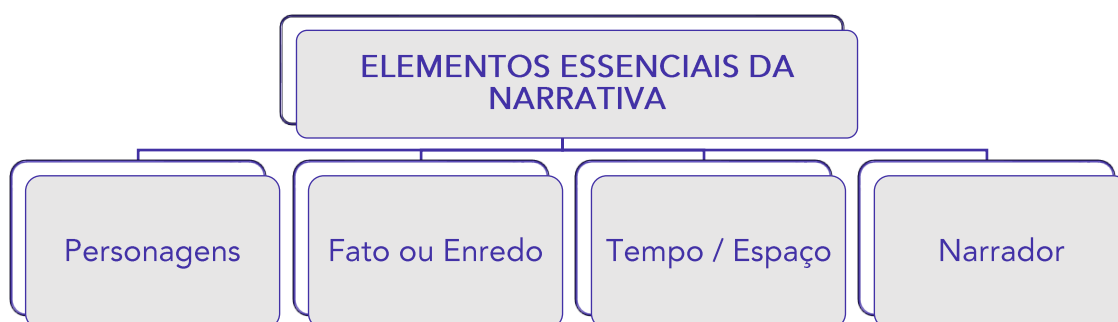 ELEMENTOS ESSENCIAIS DA
NARRATIVA
Personagens
Fato ou Enredo
Tempo / Espaço
Narrador